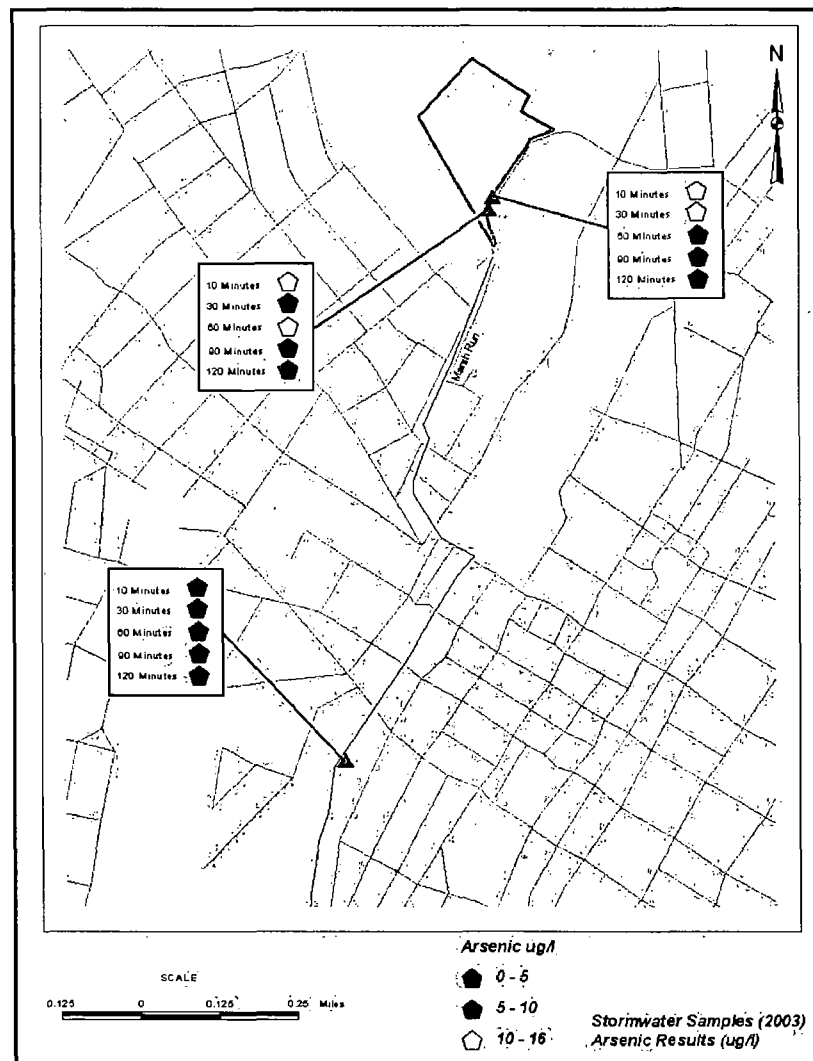 N
10 Minutes
30 Minutes
60 Minutes
90 Minutes
120 Minutes
10 Minutes
30 Minutes
60 Minutes
90 Minutes
120 Minutes
Marsh Run
10 Minutes
30 Minutes
60 Minutes
90 Minutes
120 Minutes
Arsenic ug/l
0 - 5
5 - 10
10 - 16
SCALE
0.125 0 0.125 0.25 Miles
Stormwater Samples (2003)
Arsenic Results (ug/l)